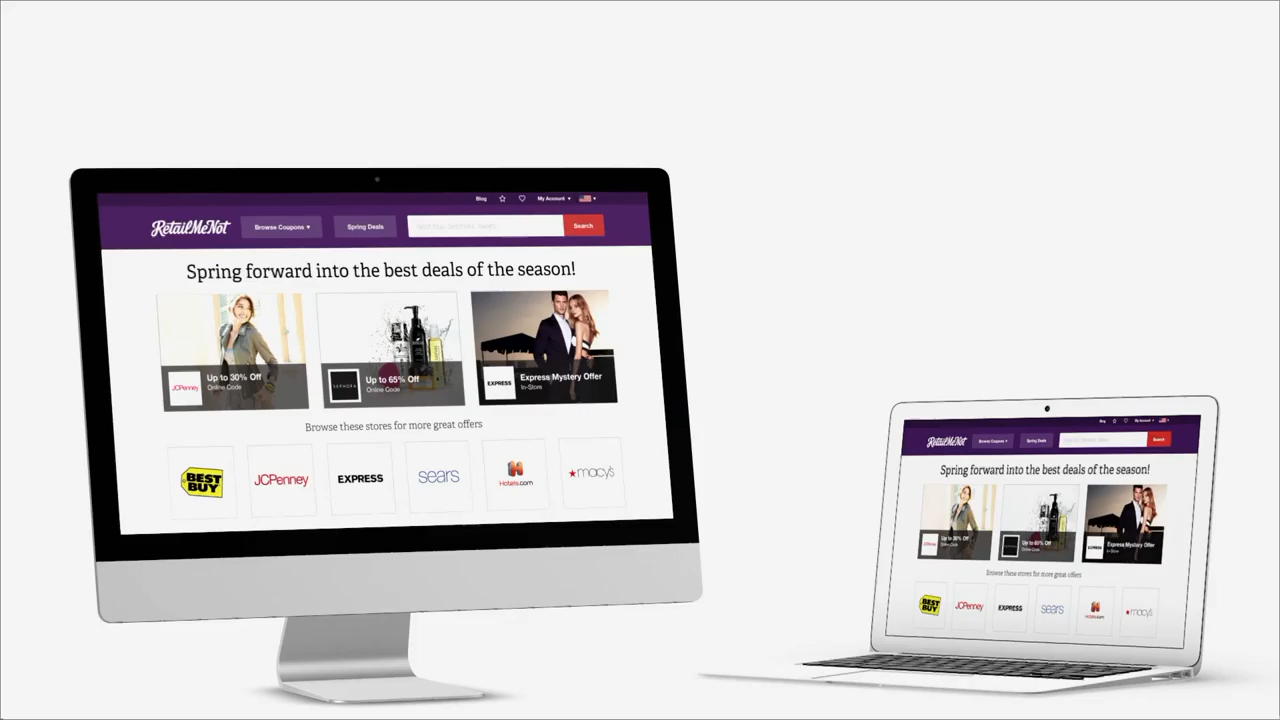 Blog My Account
RetailMeNot Browse Coupons Spring Deals Search
Spring forward into the best deals of the season!
JCPenney Up to 30% Off
Online Code
SEPHORA Up to 65% Off
Online Code
EXPRESS Express Mystery Offer
In-Store
Browse these stores for more great offers
BEST BUY
JCPenney
EXPRESS
sears
Hotels.com
macy's
Blog My Account
RetailMeNot Browse Coupons Spring Deals Search
Spring forward into the best deals of the season!
JCPenney Up to 30% Off
Online Code
Up to 65% Off
Online Code
EXPRESS Express Mystery Offer
In-Store
Browse these stores for more great offers
BEST BUY
JCPenney
EXPRESS
sears
Hotels.com
macy's